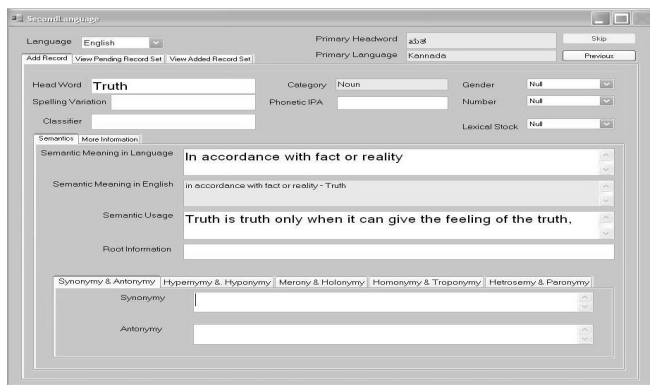 SecondLanguage
Language English Primary Headword Skip
Add Record View Pending Record Set View Added Record Set Primary Language Kannada Previous
Head Word Truth Category Noun Gender Null
Spelling Variation Phonetic IPA Number Null
Classifier Lexical Stock Null
Semantics More Information
Semantic Meaning in Language In accordance with fact or reality
Semantic Meaning in English in accordance with fact or reality - Truth
Semantic Usage Truth is truth only when it can give the feeling of the truth,
Root Information
Synonymy & Antonymy Hypernymy &. Hyponymy Merony & Holonymy Homonymy & Troponymy Hetrosemy & Paronymy
Synonymy
Antonymy